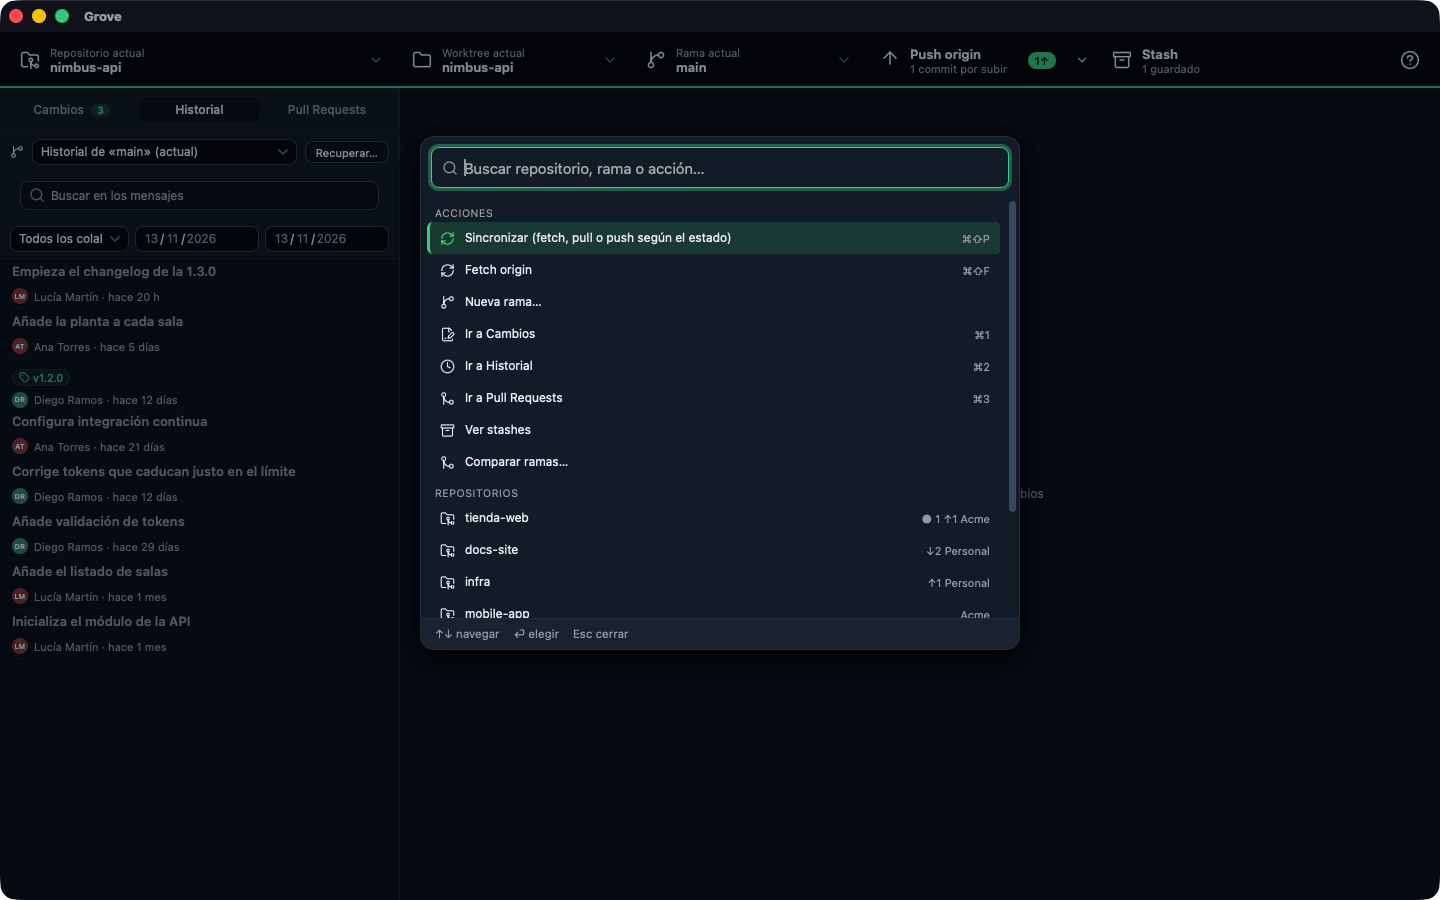 Grove
Repositorio actual
nimbus-api
Worktree actual
nimbus-api
Rama actual
main
Push origin
1 commit por subir
1↑
Stash
1 guardado
Cambios 3
Historial
Pull Requests
Historial de «main» (actual)
Recuperar...
Buscar en los mensajes
Todos los colal
13/11/2026
13/11/2026
Empieza el changelog de la 1.3.0
LM Lucía Martín · hace 20 h
Añade la planta a cada sala
AT Ana Torres · hace 5 días
v1.2.0
DR Diego Ramos · hace 12 días
Configura integración continua
AT Ana Torres · hace 21 días
Corrige tokens que caducan justo en el límite
DR Diego Ramos · hace 12 días
Añade validación de tokens
DR Diego Ramos · hace 29 días
Añade el listado de salas
LM Lucía Martín · hace 1 mes
Inicializa el módulo de la API
LM Lucía Martín · hace 1 mes
Buscar repositorio, rama o acción...
ACCIONES
Sincronizar (fetch, pull o push según el estado) ⌘⇧P
Fetch origin ⌘⇧F
Nueva rama...
Ir a Cambios ⌘1
Ir a Historial ⌘2
Ir a Pull Requests ⌘3
Ver stashes
Comparar ramas...
REPOSITORIOS
tienda-web ● 1 ↑1 Acme
docs-site ↓2 Personal
infra ↑1 Personal
mobile-app Acme
↑↓ navegar ⏎ elegir Esc cerrar
bios